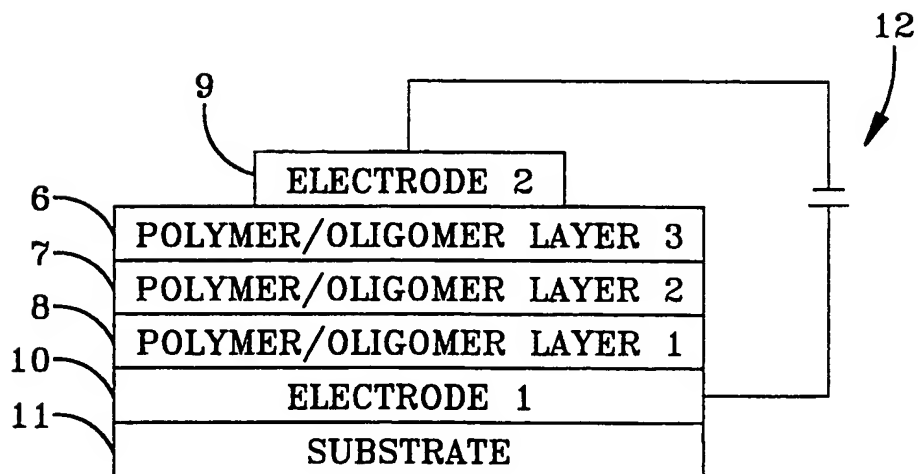 12
9
ELECTRODE 2
6
POLYMER/OLIGOMER LAYER 3
7
POLYMER/OLIGOMER LAYER 2
8
POLYMER/OLIGOMER LAYER 1
10
ELECTRODE 1
11
SUBSTRATE